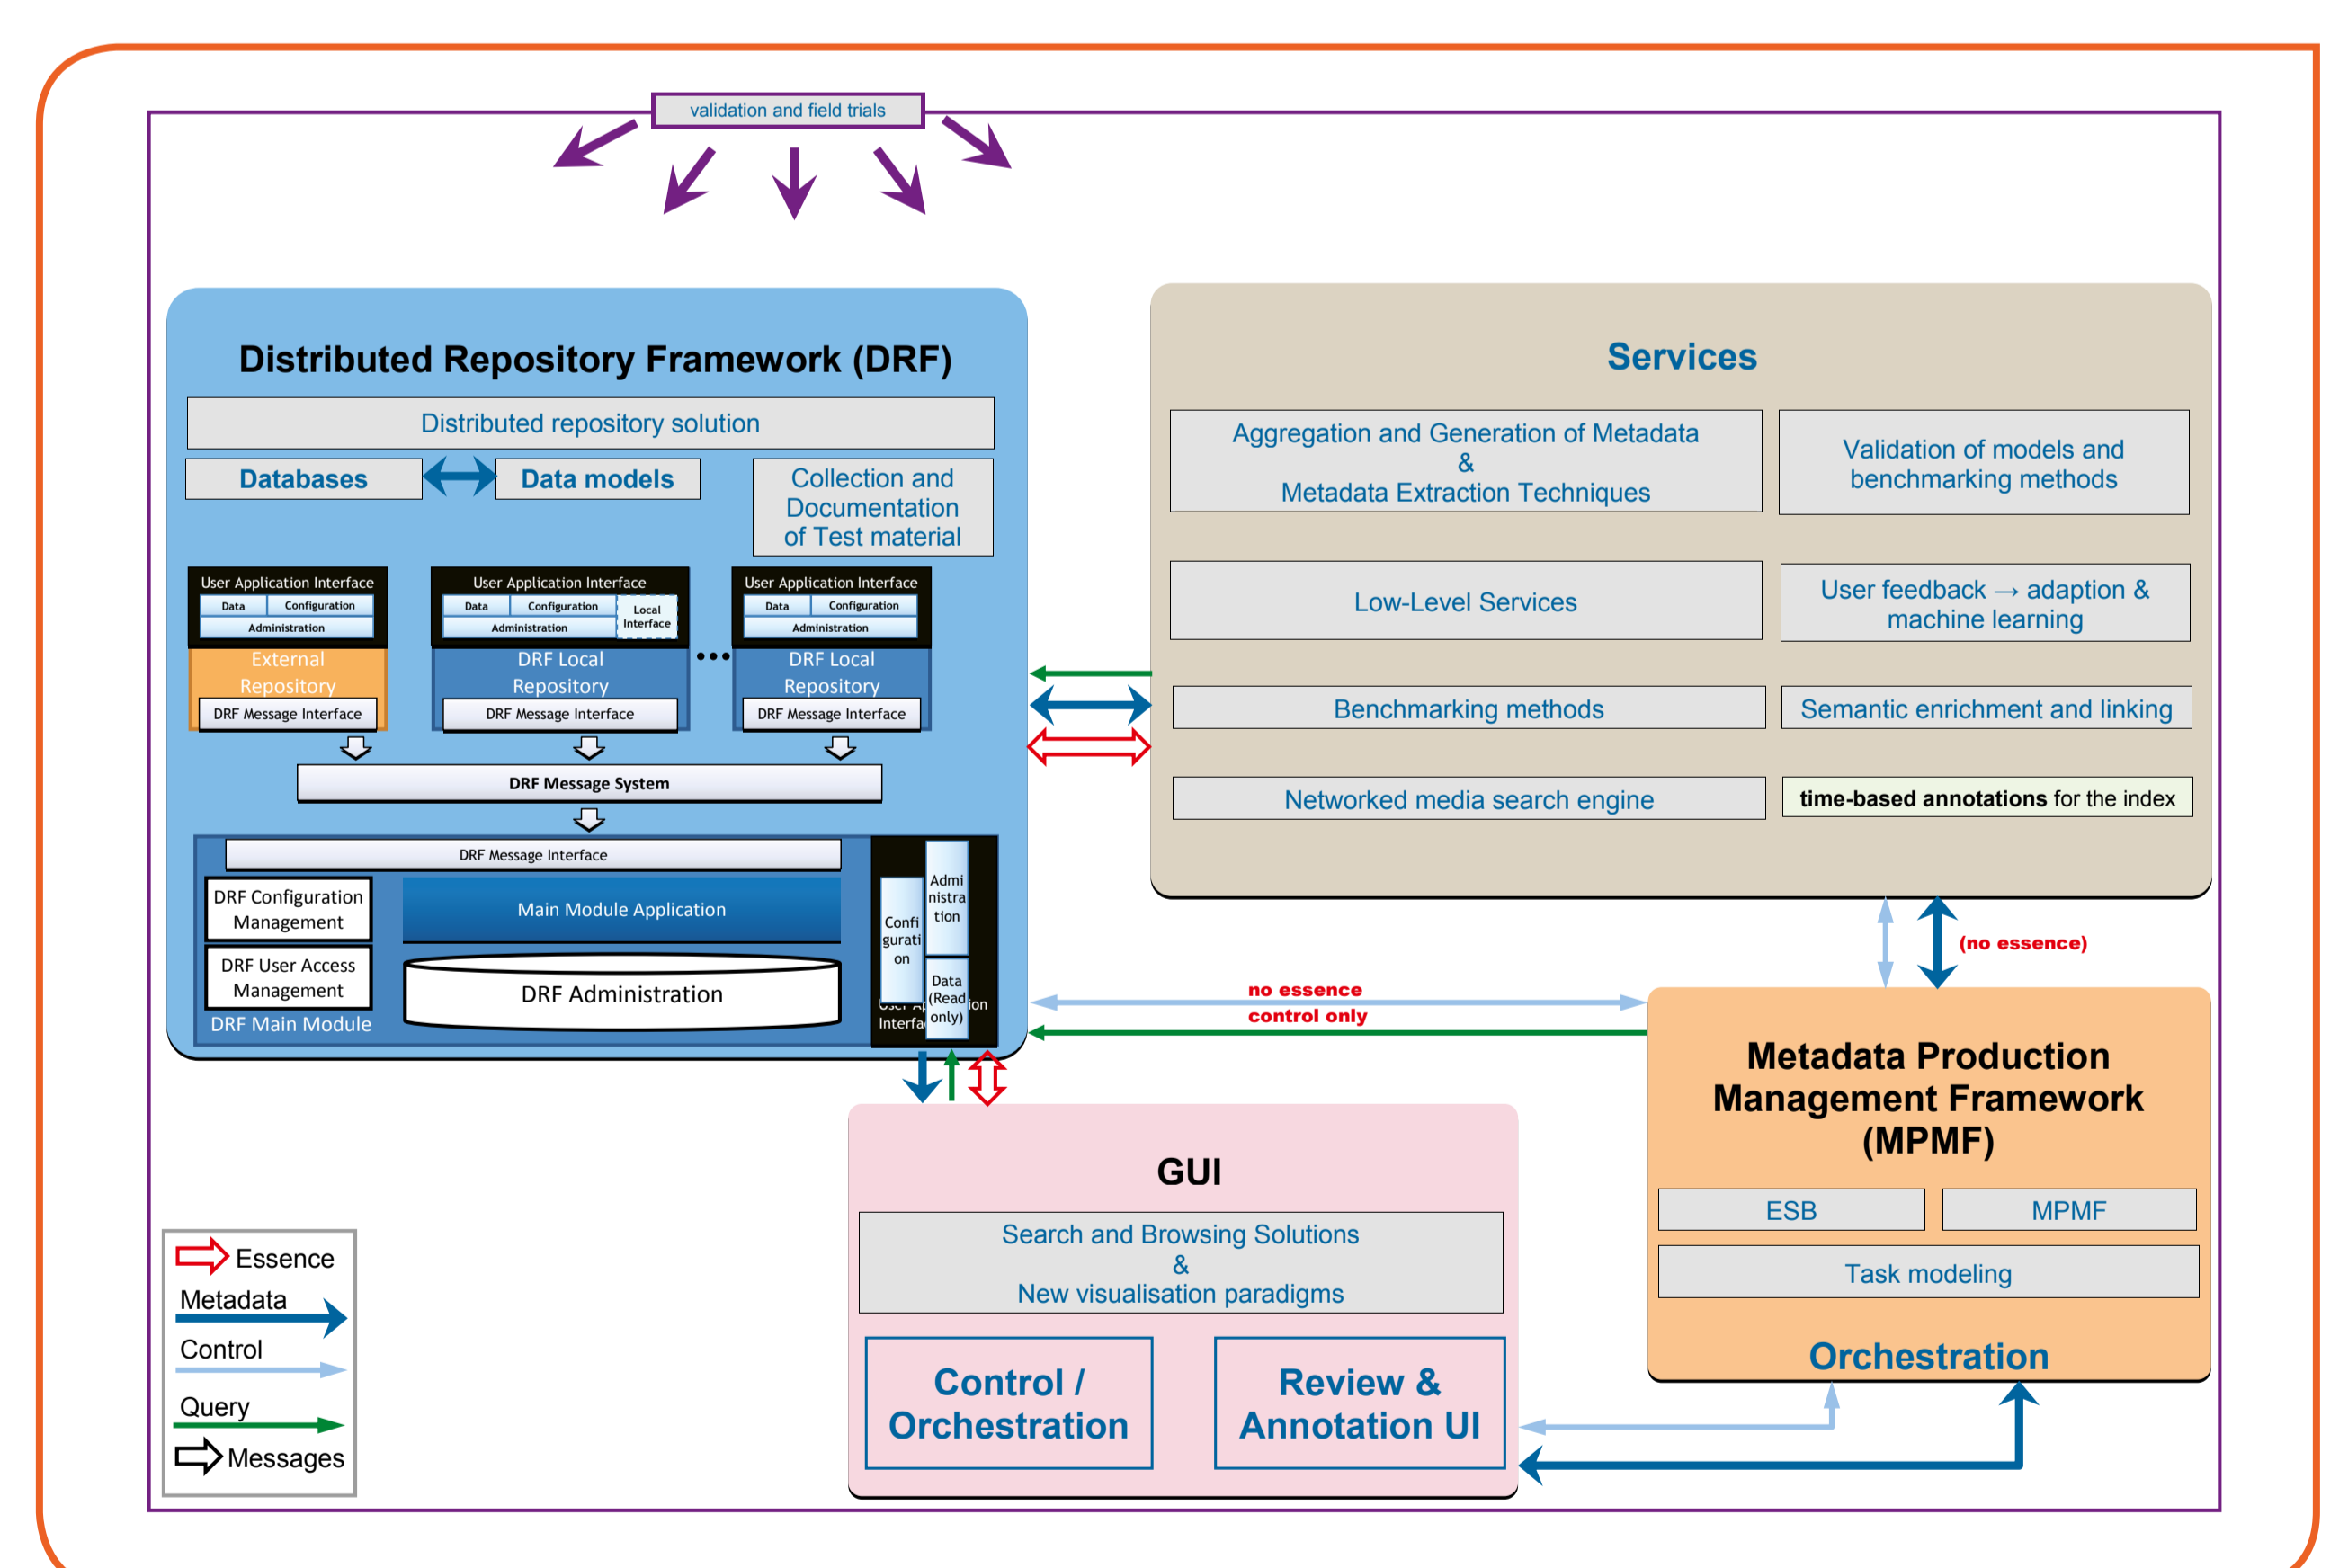 validation and field trials
Distributed Repository Framework (DRF)
Distributed repository solution
Databases
Data models
Collection and
Documentation
of Test material
User Application Interface
Data
Configuration
Administration
External
Repository
DRF Message Interface
User Application Interface
Data
Configuration
Administration
Local
Interface
DRF Local
Repository
DRF Message Interface
...
User Application Interface
Data
Configuration
Administration
DRF Local
Repository
DRF Message Interface
DRF Message System
DRF Message Interface
DRF Configuration
Management
DRF User Access
Management
DRF Main Module
Main Module Application
DRF Administration
Confi
gurati
on
Admi
nistra
tion
Data
(Read
only)
Services
Aggregation and Generation of Metadata
&
Metadata Extraction Techniques
Validation of models and
benchmarking methods
Low-Level Services
User feedback → adaption &
machine learning
Benchmarking methods
Semantic enrichment and linking
Networked media search engine
time-based annotations for the index
(no essence)
no essence
control only
Metadata Production
Management Framework
(MPMF)
ESB
MPMF
Task modeling
Orchestration
GUI
Search and Browsing Solutions
&
New visualisation paradigms
Control /
Orchestration
Review &
Annotation UI
Essence
Metadata
Control
Query
Messages